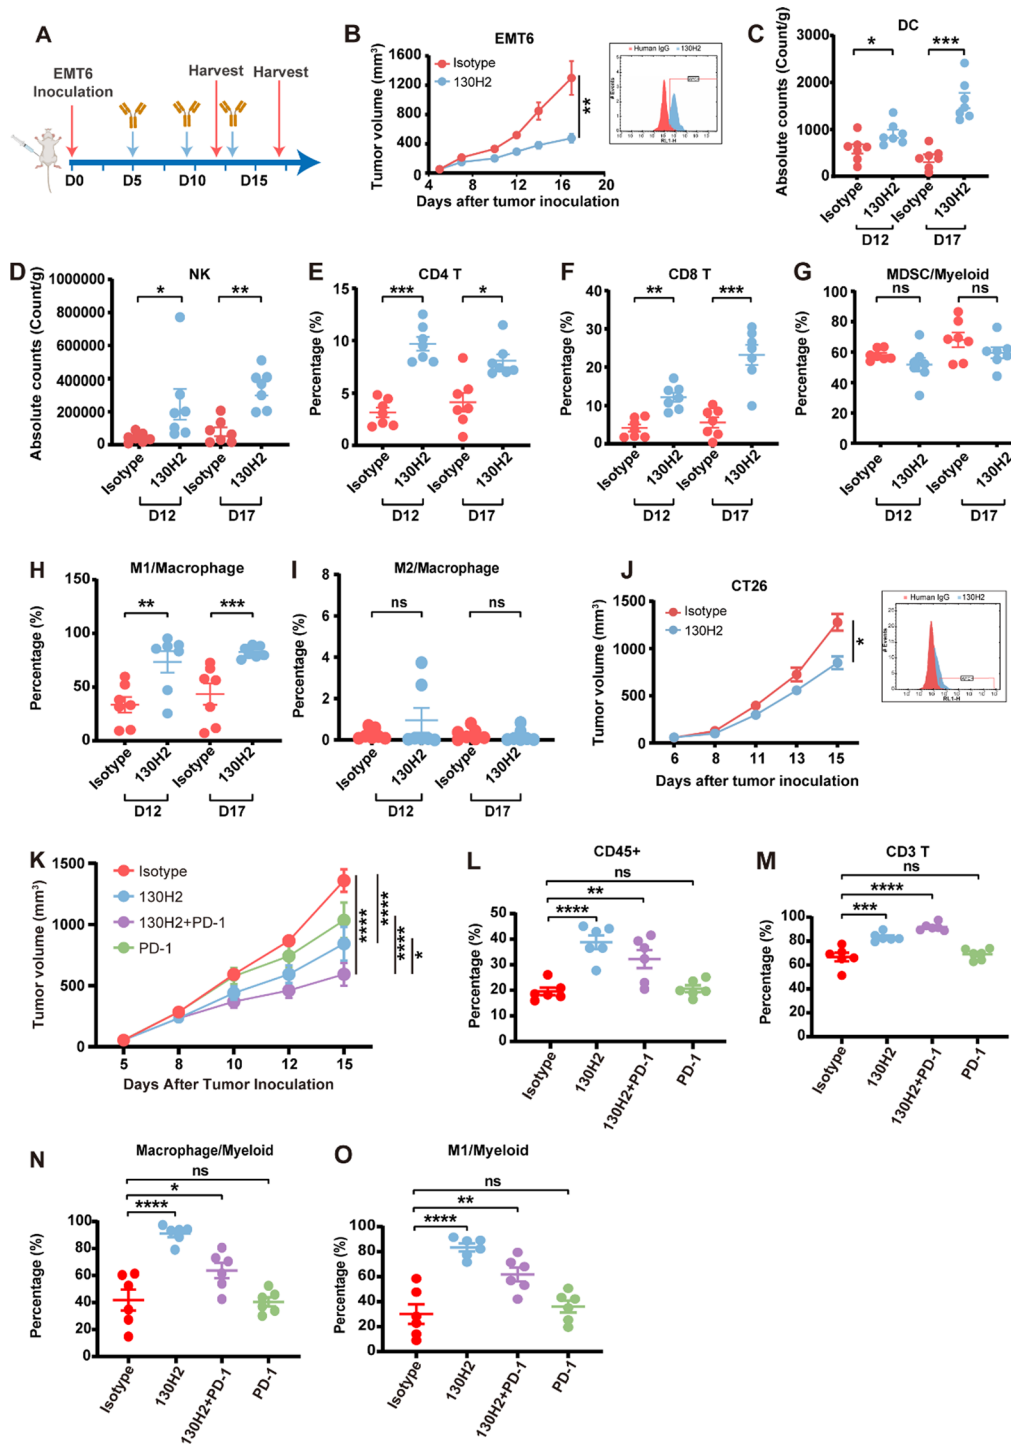 A
EMT6
Inoculation
Harvest
Harvest
D0
D5
D10
D15
B
EMT6
Tumor volume (mm³)
1600
1200
800
400
0
Isotype
130H2
**
4
8
12
16
20
Days after tumor inoculation
Human IgG
130H2
# Events
RL1-H
C
DC
Absolute counts (Count/g)
3000
2000
1000
0
*
***
Isotype
130H2
Isotype
130H2
D12
D17
D
NK
Absolute counts (Count/g)
1000000
800000
600000
400000
200000
0
*
**
Isotype
130H2
Isotype
130H2
D12
D17
E
CD4 T
Percentage (%)
15
10
5
0
***
*
Isotype
130H2
Isotype
130H2
D12
D17
F
CD8 T
Percentage (%)
40
30
20
10
0
**
***
Isotype
130H2
Isotype
130H2
D12
D17
G
MDSC/Myeloid
Percentage (%)
100
80
60
40
20
0
ns
ns
Isotype
130H2
Isotype
130H2
D12
D17
H
M1/Macrophage
Percentage (%)
150
100
50
0
**
***
Isotype
130H2
Isotype
130H2
D12
D17
I
M2/Macrophage
Percentage (%)
8
6
4
2
0
ns
ns
Isotype
130H2
Isotype
130H2
D12
D17
J
CT26
Tumor volume (mm³)
1500
1000
500
0
Isotype
130H2
*
6
8
11
13
15
Days after tumor inoculation
Human IgG
130H2
# Events
RL1-H
K
Tumor volume (mm³)
1500
1000
500
0
Isotype
130H2
130H2+PD-1
PD-1
****
****
****
*
5
8
10
12
15
Days After Tumor Inoculation
L
CD45+
Percentage (%)
50
40
30
20
10
0
ns
**
****
Isotype
130H2
130H2+PD-1
PD-1
M
CD3 T
Percentage (%)
100
80
60
40
20
0
ns
****
***
Isotype
130H2
130H2+PD-1
PD-1
N
Macrophage/Myeloid
Percentage (%)
100
80
60
40
20
0
ns
*
****
Isotype
130H2
130H2+PD-1
PD-1
O
M1/Myeloid
Percentage (%)
100
80
60
40
20
0
ns
**
****
Isotype
130H2
130H2+PD-1
PD-1